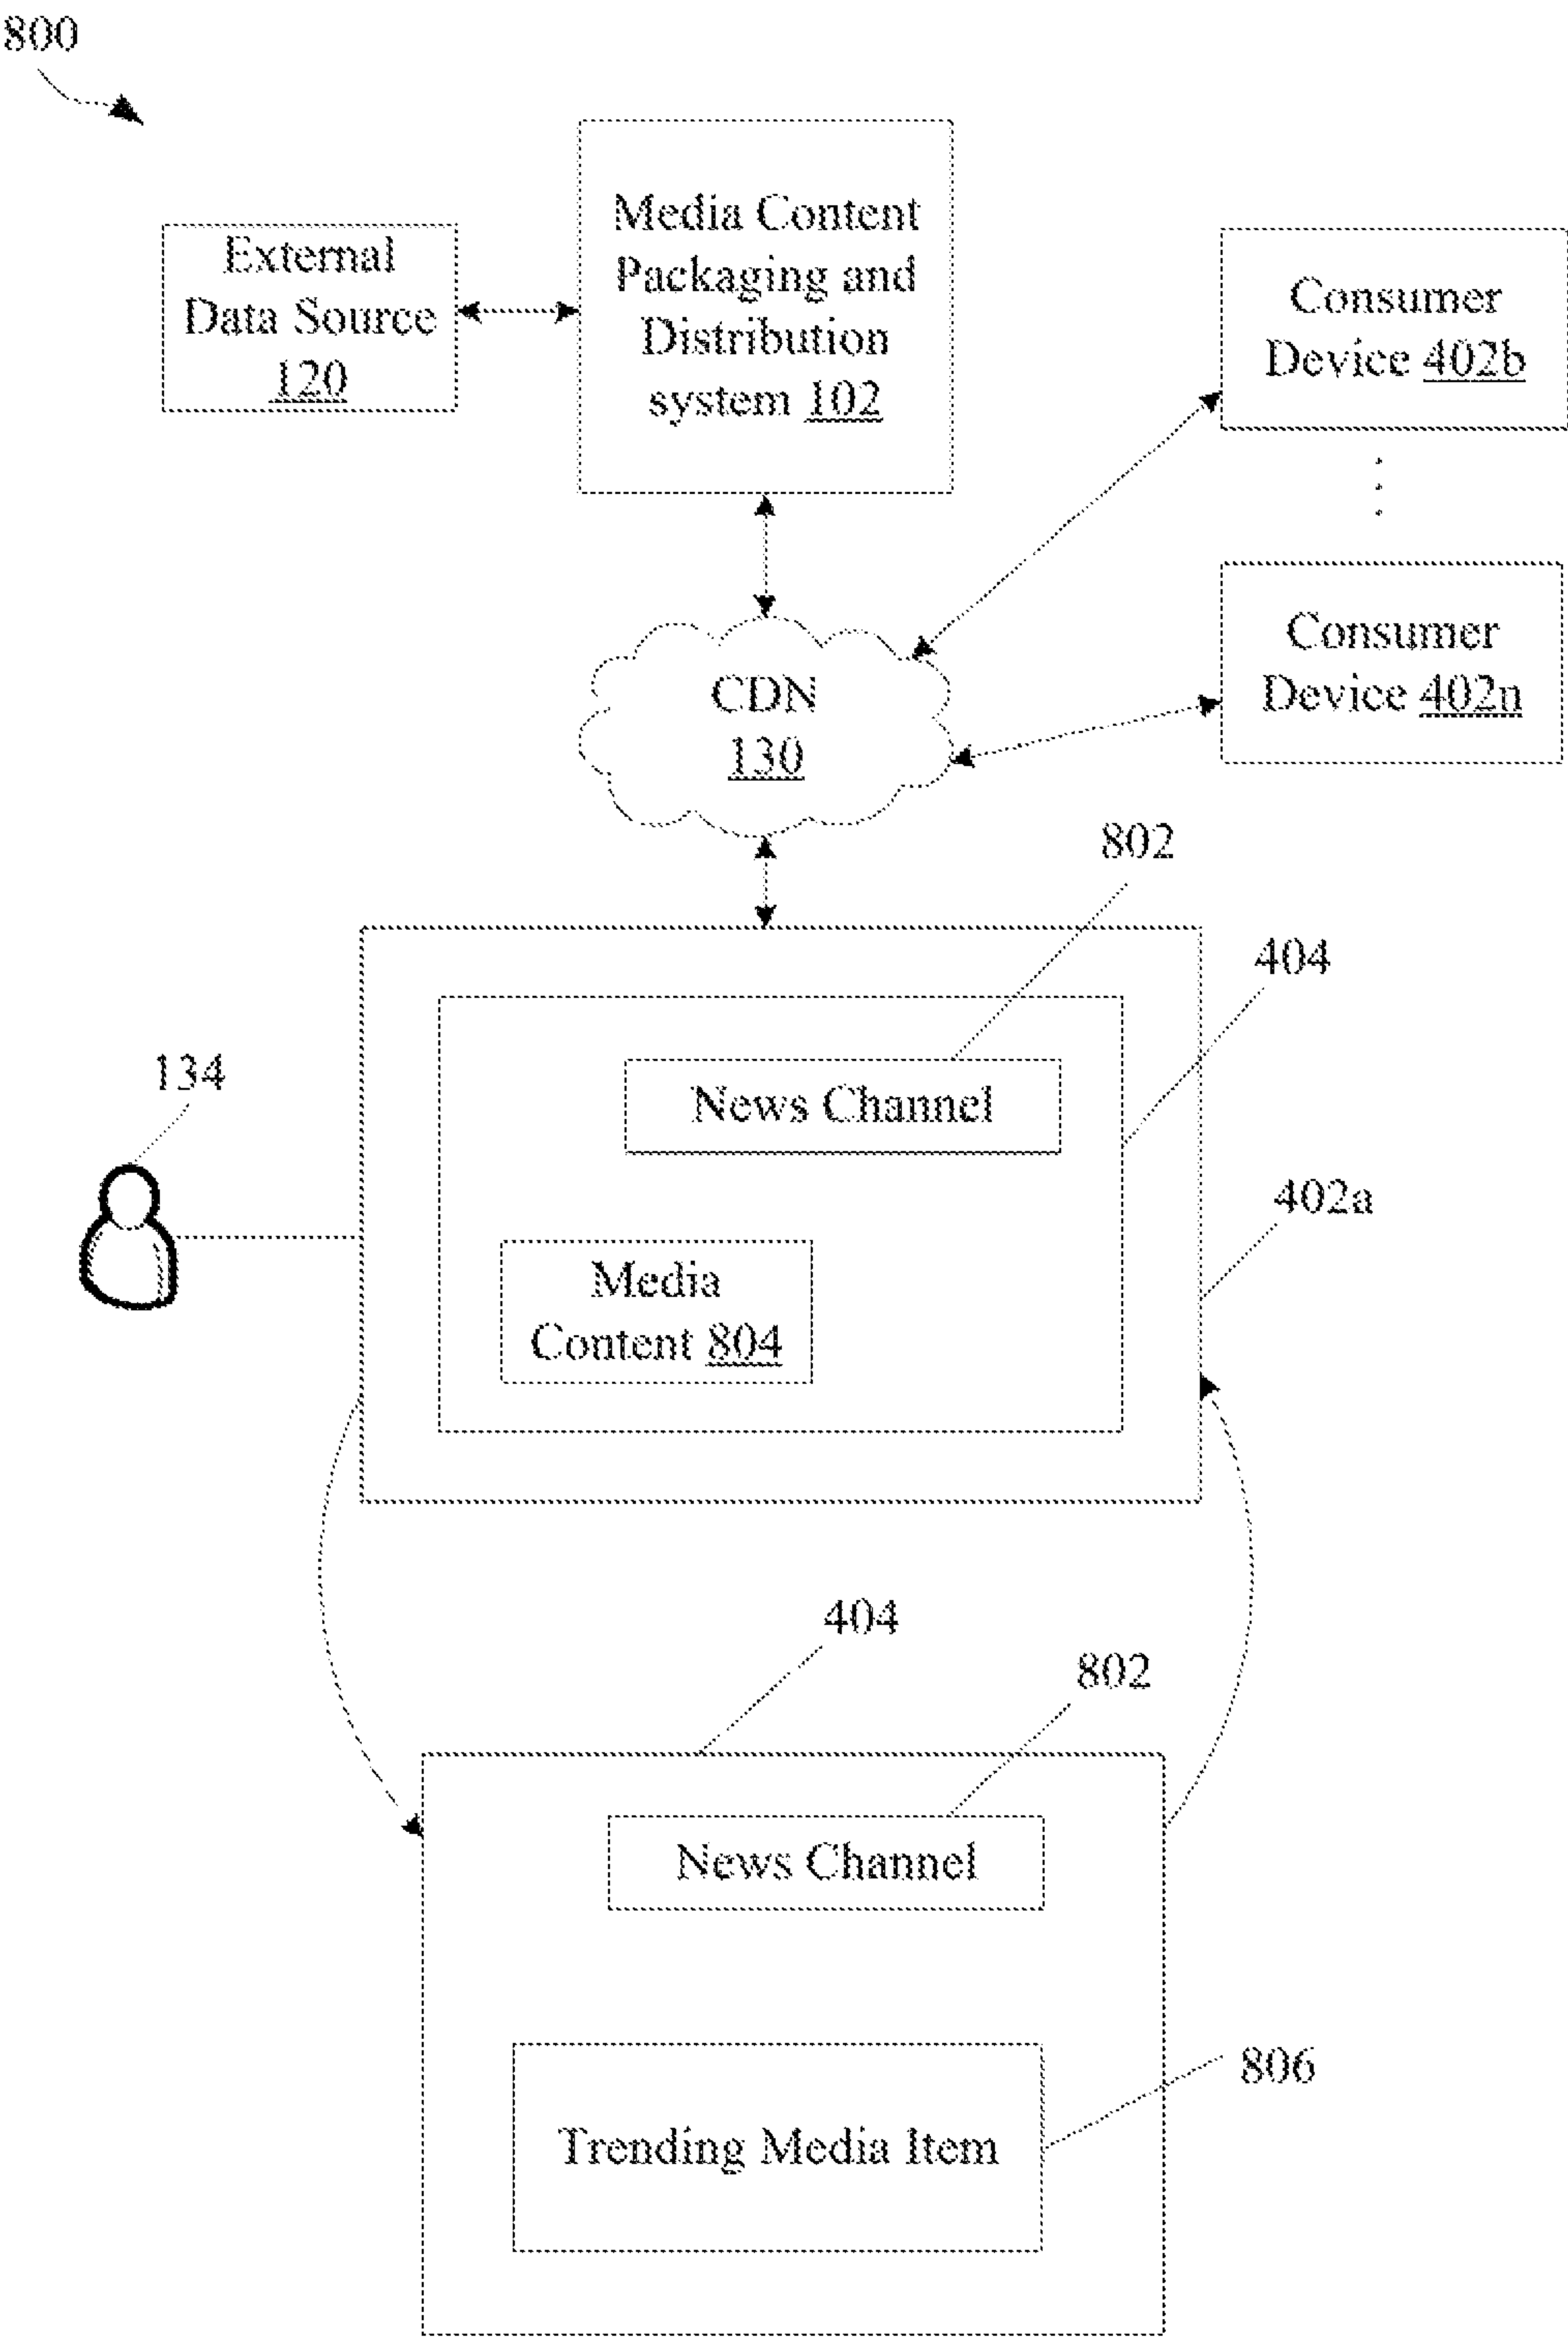 800
External
Data Source
120
Media Content
Packaging and
Distribution
system 102
Consumer
Device 402b
Consumer
Device 402n
CDN
130
802
404
134
News Channel
402a
Media
Content 804
404
802
News Channel
806
Trending Media Item